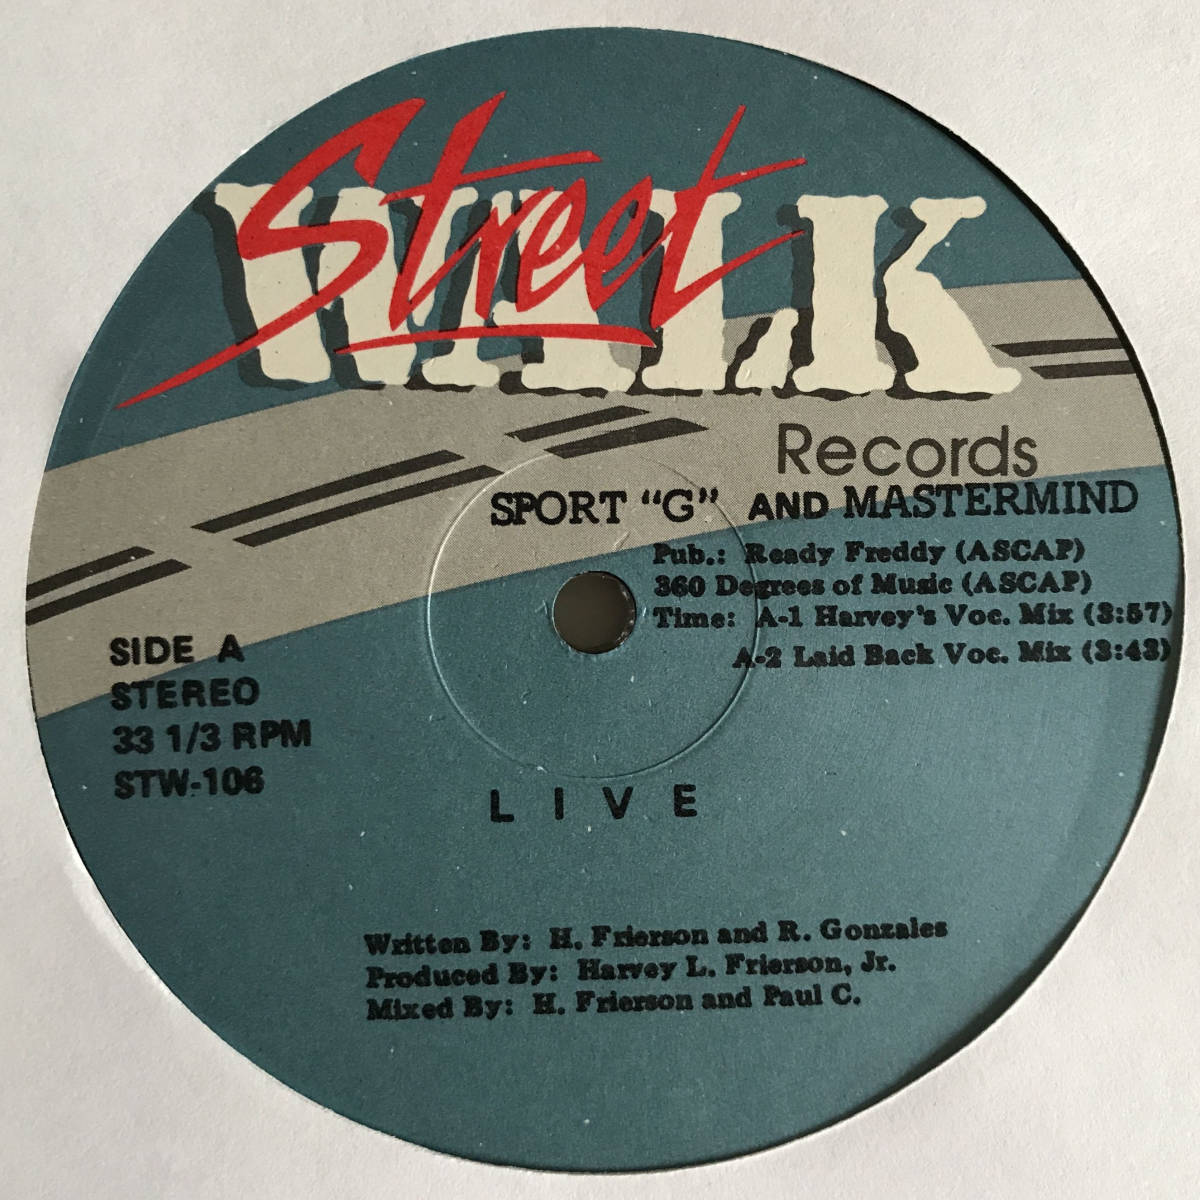 Street
WALK
Records
SPORT "G" AND MASTERMIND
Pub.: Ready Freddy (ASCAP)
360 Degrees of Music (ASCAP)
Time: A-1 Harvey's Voc. Mix (3:57)
A-2 Laid Back Voc. Mix (3:43)
SIDE A
STEREO
33 1/3 RPM
STW-106
LIVE
Written By: H. Frierson and R. Gonzales
Produced By: Harvey L. Frierson, Jr.
Mixed By: H. Frierson and Paul C.